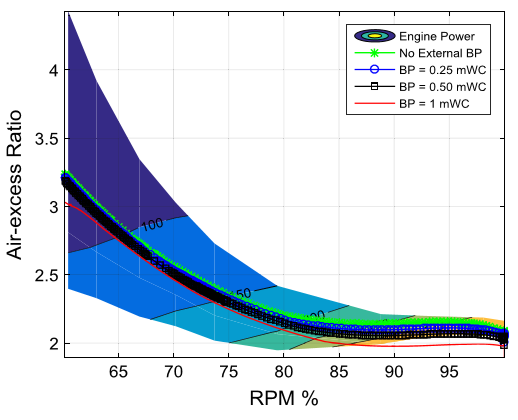 Engine Power
No External BP
BP = 0.25 mWC
BP = 0.50 mWC
BP = 1 mWC
4
3.5
3
2.5
2
100
65
70
75
80
85
90
95
Air-excess Ratio
RPM %